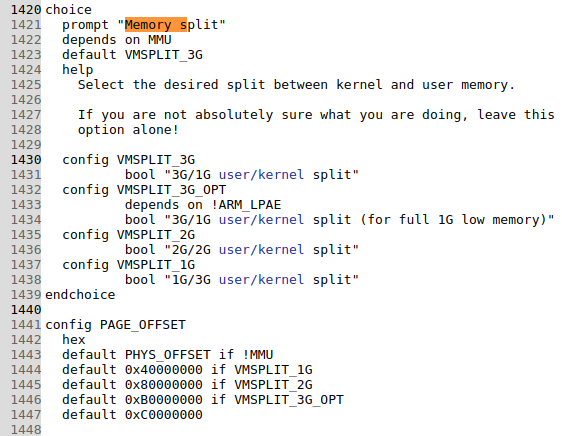 1420 choice
1421 prompt "Memory split"
1422 depends on MMU
1423 default VMSPLIT_3G
1424 help
1425 Select the desired split between kernel and user memory.
1426
1427 If you are not absolutely sure what you are doing, leave this
1428 option alone!
1429
1430 config VMSPLIT_3G
1431 bool "3G/1G user/kernel split"
1432 config VMSPLIT_3G_OPT
1433 depends on !ARM_LPAE
1434 bool "3G/1G user/kernel split (for full 1G low memory)"
1435 config VMSPLIT_2G
1436 bool "2G/2G user/kernel split"
1437 config VMSPLIT_1G
1438 bool "1G/3G user/kernel split"
1439 endchoice
1440
1441 config PAGE_OFFSET
1442 hex
1443 default PHYS_OFFSET if !MMU
1444 default 0x40000000 if VMSPLIT_1G
1445 default 0x80000000 if VMSPLIT_2G
1446 default 0xB0000000 if VMSPLIT_3G_OPT
1447 default 0xC0000000
1448